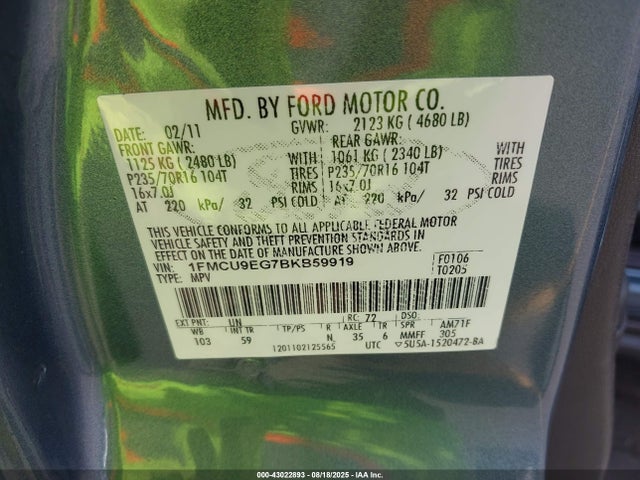 MFD. BY FORD MOTOR CO.
DATE: 02/11 GVWR: 2123 KG ( 4680 LB)
FRONT GAWR: REAR GAWR:
1125 KG ( 2480 LB) WITH 1061 KG ( 2340 LB) WITH
P235/70R16 104T TIRES P235/70R16 104T TIRES
16x7.0J RIMS 16x7.0J RIMS
AT 220 kPa/ 32 PSI COLD AT 220 kPa/ 32 PSI COLD
THIS VEHICLE CONFORMS TO ALL APPLICABLE FEDERAL MOTOR
VEHICLE SAFETY AND THEFT PREVENTION STANDARDS IN
EFFECT ON THE DATE OF MANUFACTURE SHOWN ABOVE.
VIN: 1FMCU9EG7BKB59919 F0106
TYPE: MPV T0205
EXT PNT: UN RC: 72 DSO:
WB INT TR TP/PS R AXLE TR SPR AM71F
103 59 N 35 6 MMFF 305
1201102125565 UTC 5U5A-1520472-BA
000-43022893 - 08/18/2025 - IAA Inc.